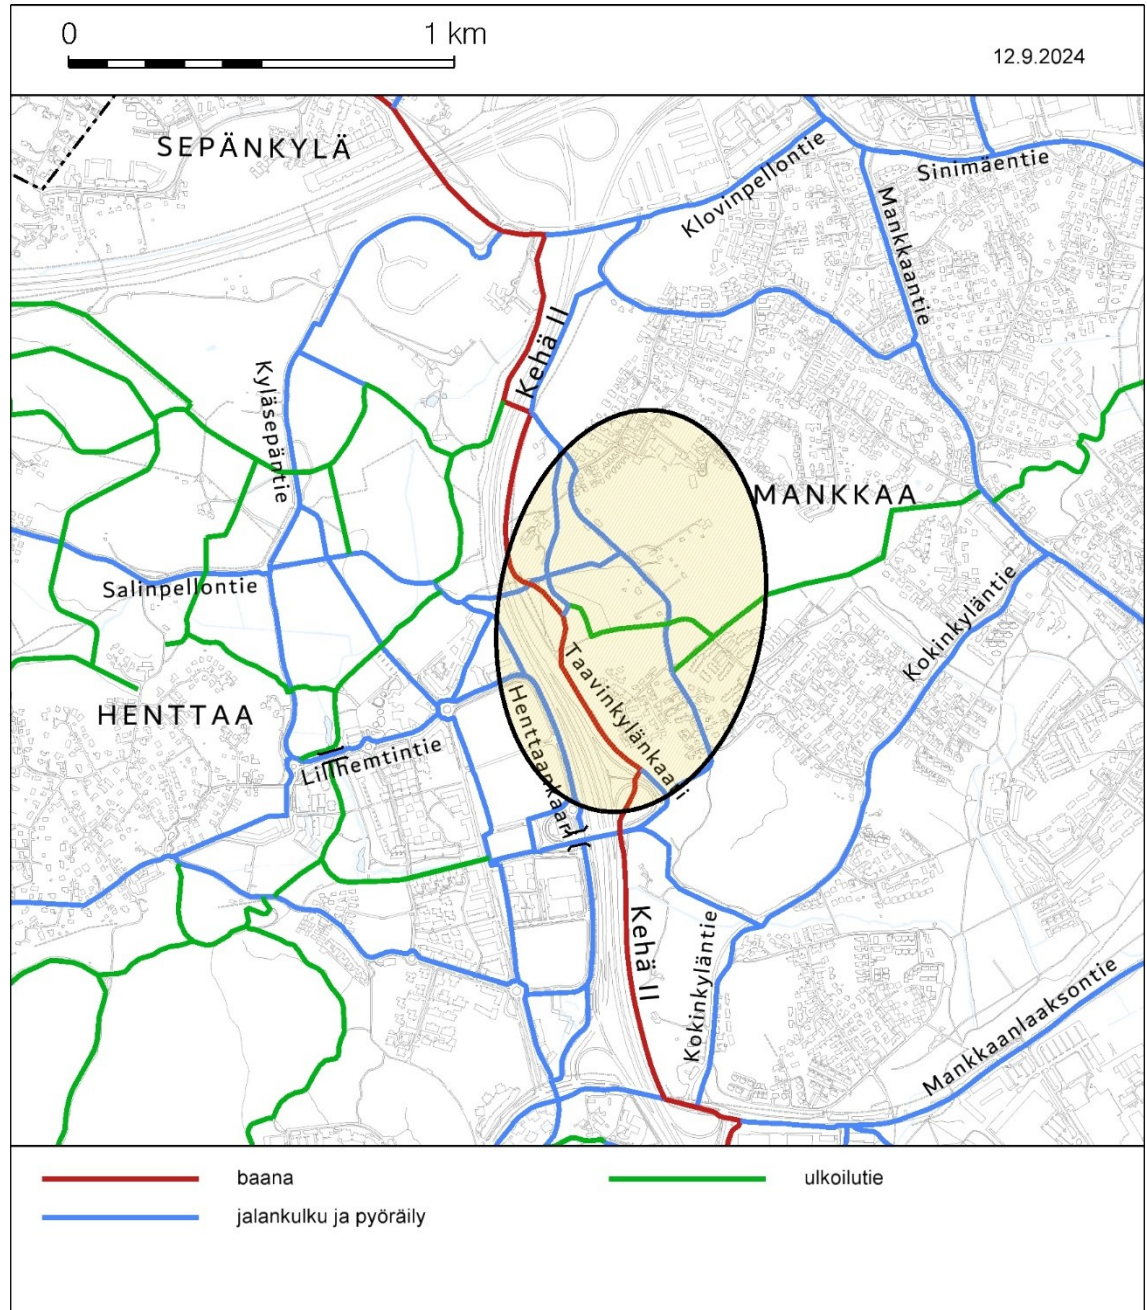 0 1 km
12.9.2024
SEPÄNKYLÄ
Klovinpellontie
Sinimäentie
Mankkaantie
Kehä II
Kyläsepäntie
MANKKAA
Salinpellontie
Kokinkyläntie
Taavinkylänkaari
HENTTAA
Henttaankaari
Lillhemtintie
Kehä II
Kokinkyläntie
Mankkaanlaaksontie
baana
ulkoilutie
jalankulku ja pyöräily